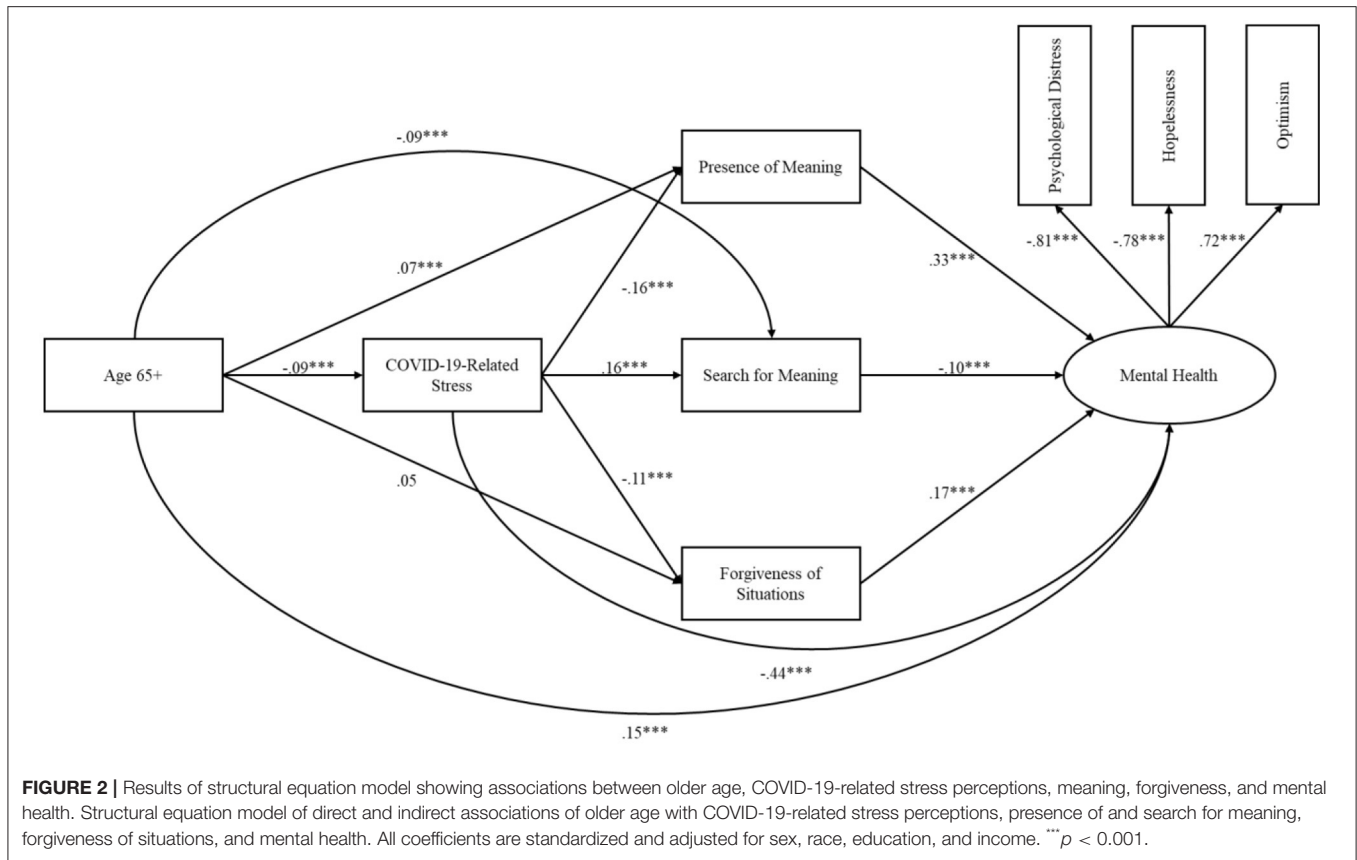 Psychological Distress
Hopelessness
Optimism
-.09***
Presence of Meaning
-.81***
-.78***
.72***
.07***
.33***
-.16***
Age 65+
-.09***
COVID-19-Related
Stress
.16***
Search for Meaning
-.10***
Mental Health
.05
-.11***
.17***
Forgiveness of
Situations
-.44***
.15***
FIGURE 2 | Results of structural equation model showing associations between older age, COVID-19-related stress perceptions, meaning, forgiveness, and mental
health. Structural equation model of direct and indirect associations of older age with COVID-19-related stress perceptions, presence of and search for meaning,
forgiveness of situations, and mental health. All coefficients are standardized and adjusted for sex, race, education, and income. ***p < 0.001.